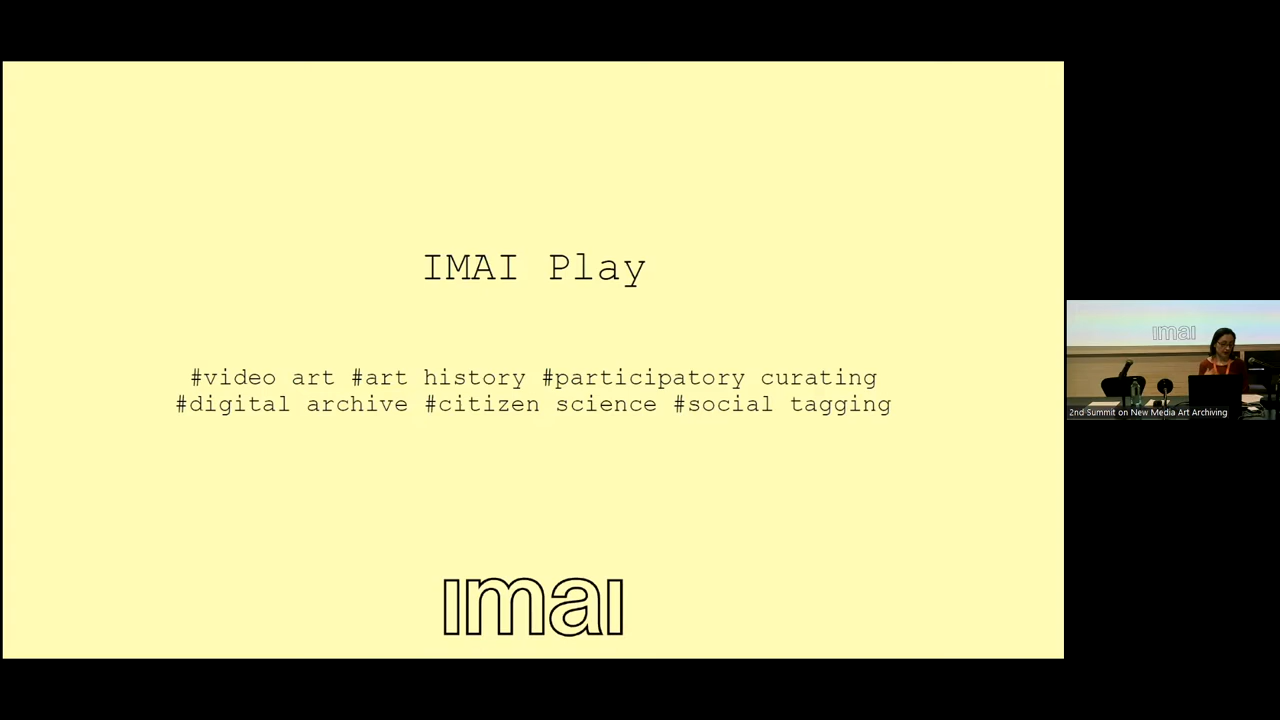 IMAI Play
#video art #art history #participatory curating
#digital archive #citizen science #social tagging
imai
imai
2nd Summit on New Media Art Archiving